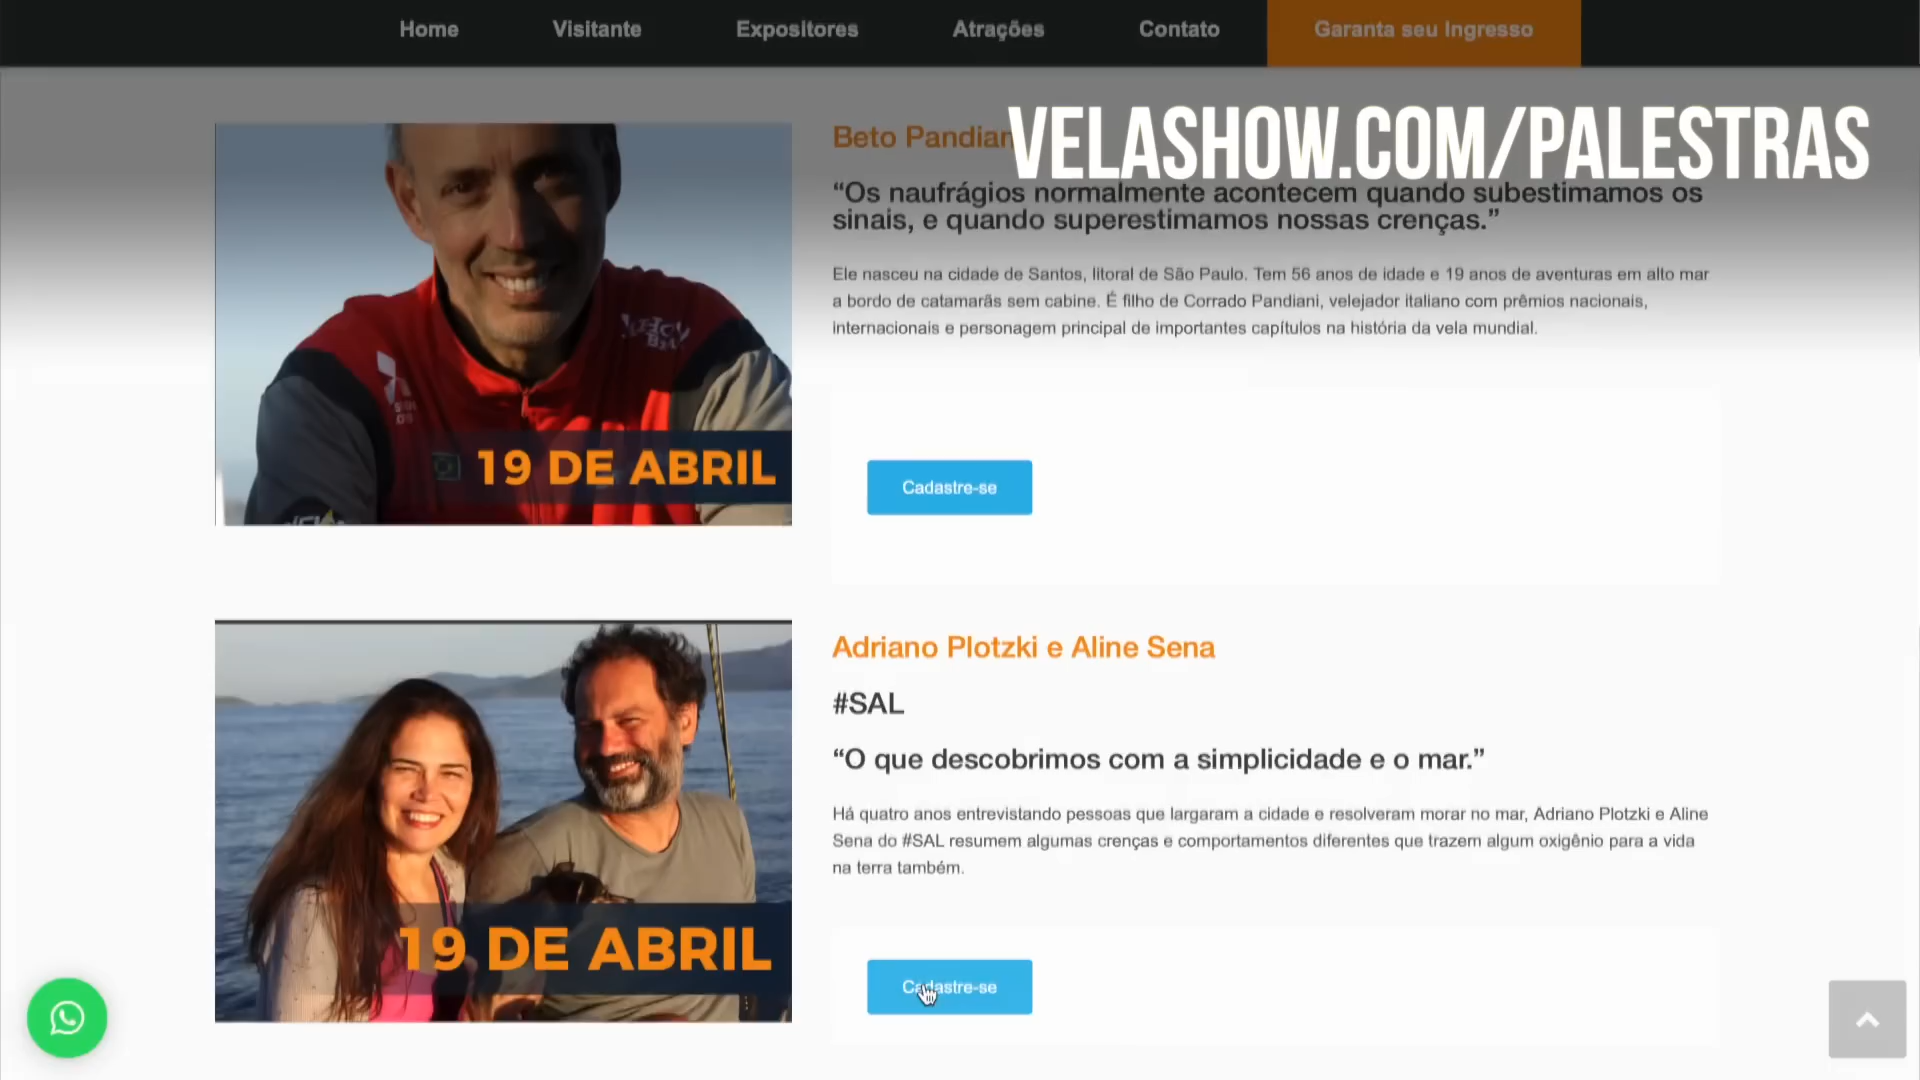 Home Visitante Expositores Atrações Contato Garanta seu Ingresso
VELASHOW.COM/PALESTRAS
Beto Pandian
“Os naufrágios normalmente acontecem quando subestimamos os
sinais, e quando superestimamos nossas crenças.”
Ele nasceu na cidade de Santos, litoral de São Paulo. Tem 56 anos de idade e 19 anos de aventuras em alto mar
a bordo de catamarãs sem cabine. É filho de Corrado Pandiani, velejador italiano com prêmios nacionais,
internacionais e personagem principal de importantes capítulos na história da vela mundial.
19 DE ABRIL
Cadastre-se
Adriano Plotzki e Aline Sena
#SAL
“O que descobrimos com a simplicidade e o mar.”
Há quatro anos entrevistando pessoas que largaram a cidade e resolveram morar no mar, Adriano Plotzki e Aline
Sena do #SAL resumem algumas crenças e comportamentos diferentes que trazem algum oxigênio para a vida
na terra também.
19 DE ABRIL
Cadastre-se